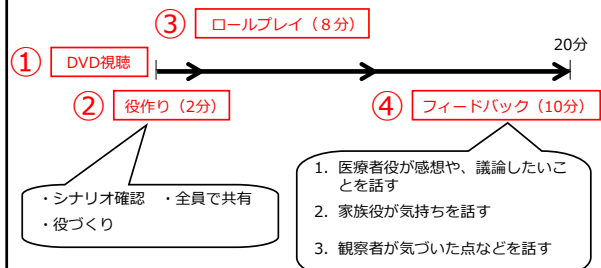 ③ ロールプレイ（８分）
20分
① DVD視聴
② 役作り（2分）
④ フィードバック（10分）
・シナリオ確認　・全員で共有
・役づくり
1. 医療者役が感想や、議論したいこ
とを話す
2. 家族役が気持ちを話す
3. 観察者が気づいた点などを話す